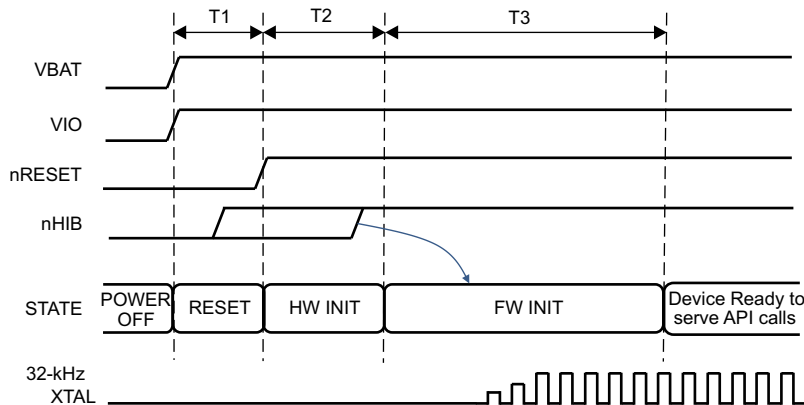 T1 T2 T3
VBAT
VIO
nRESET
nHIB
STATE
POWER
OFF
RESET
HW INIT
FW INIT
Device Ready to
serve API calls
32-kHz
XTAL